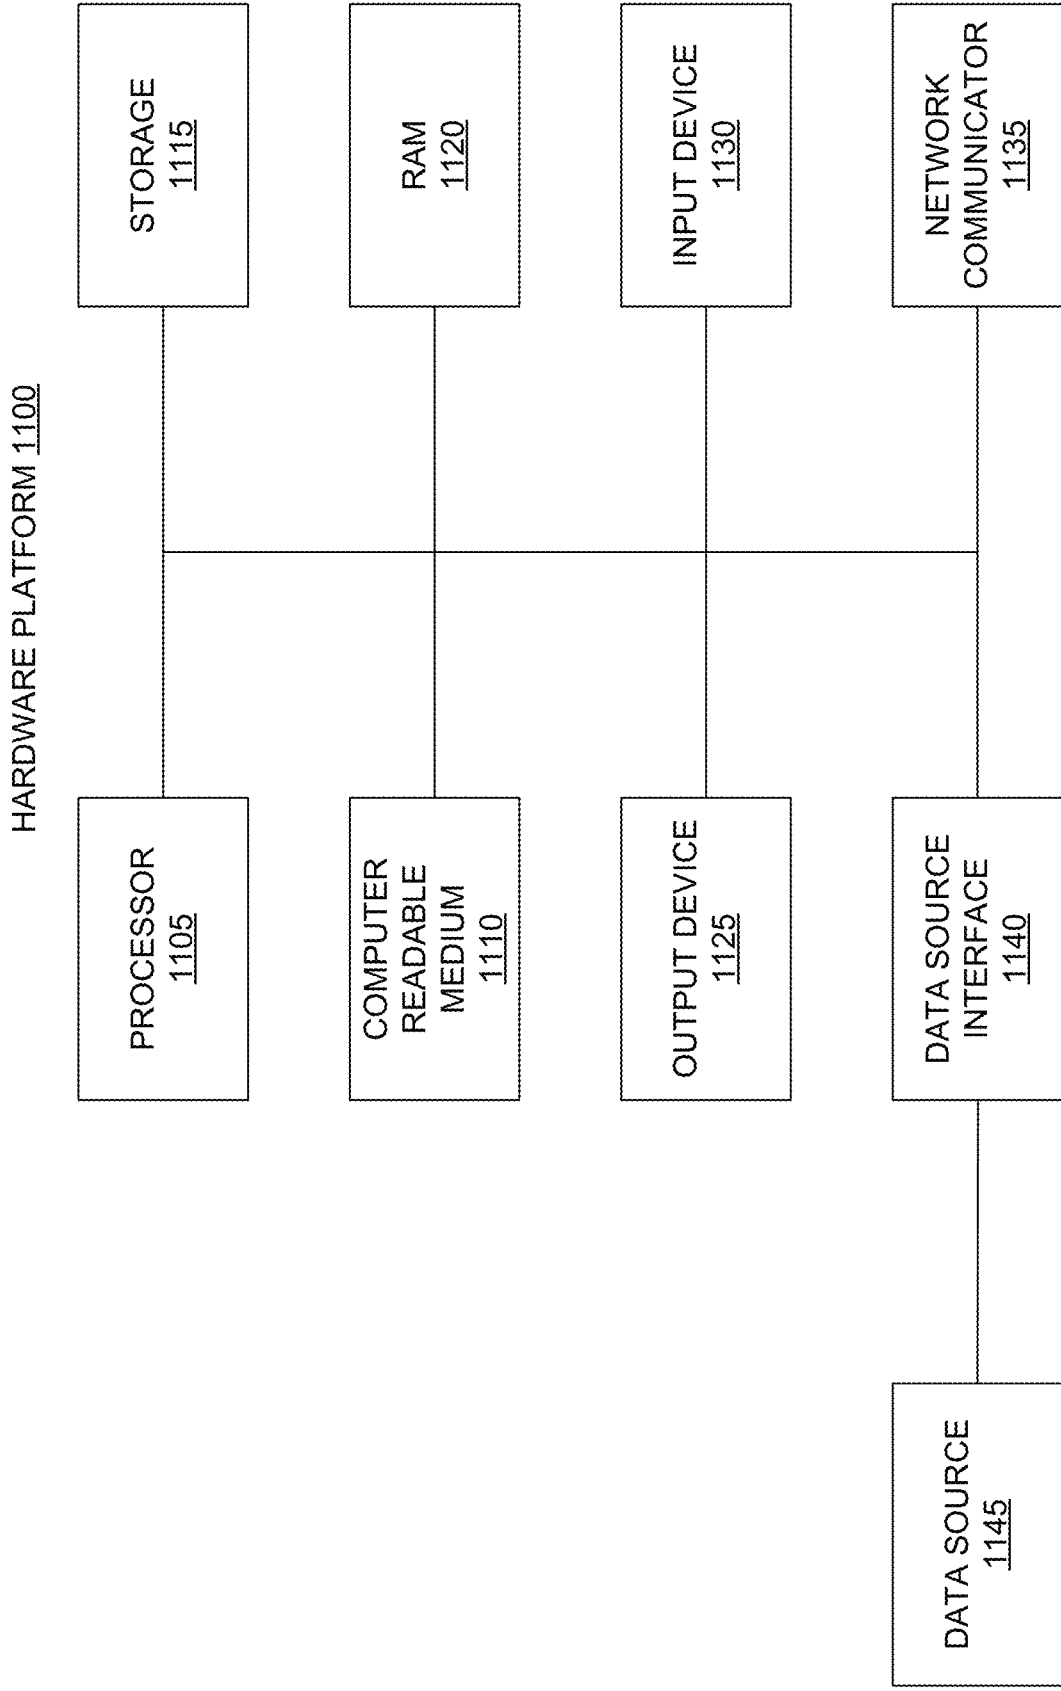 HARDWARE PLATFORM 1100
PROCESSOR
1105
STORAGE
1115
COMPUTER
READABLE
MEDIUM
1110
RAM
1120
OUTPUT DEVICE
1125
INPUT DEVICE
1130
DATA SOURCE
1145
DATA SOURCE
INTERFACE
1140
NETWORK
COMMUNICATOR
1135